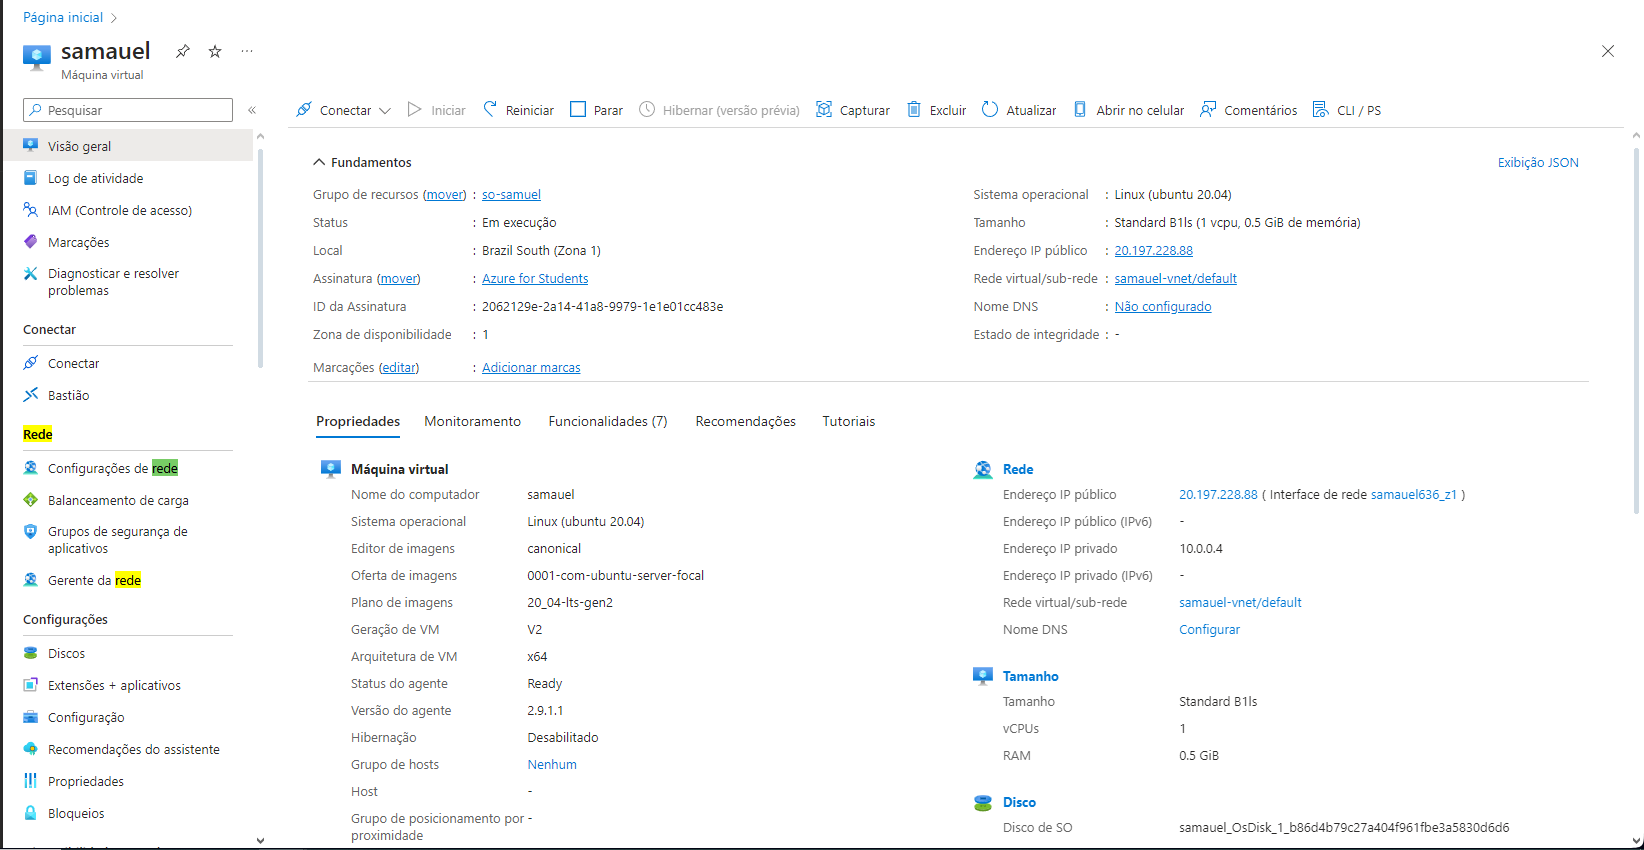 Página inicial
samauel
Máquina virtual
Pesquisar
Visão geral
Log de atividade
IAM (Controle de acesso)
Marcações
Diagnosticar e resolver
problemas
Conectar
Conectar
Bastião
Rede
Configurações de rede
Balanceamento de carga
Grupos de segurança de
aplicativos
Gerente da rede
Configurações
Discos
Extensões + aplicativos
Configuração
Recomendações do assistente
Propriedades
Bloqueios
Conectar Iniciar Reiniciar Parar Hibernar (versão prévia) Capturar Excluir Atualizar Abrir no celular Comentários CLI / PS
Fundamentos Exibição JSON
Grupo de recursos (mover) : so-samuel
Status : Em execução
Local : Brazil South (Zona 1)
Assinatura (mover) : Azure for Students
ID da Assinatura : 2062129e-2a14-41a8-9979-1e1e01cc483e
Zona de disponibilidade : 1
Marcações (editar) : Adicionar marcas
Sistema operacional : Linux (ubuntu 20.04)
Tamanho : Standard B1ls (1 vcpu, 0.5 GiB de memória)
Endereço IP público : 20.197.228.88
Rede virtual/sub-rede : samauel-vnet/default
Nome DNS : Não configurado
Estado de integridade : -
Propriedades Monitoramento Funcionalidades (7) Recomendações Tutoriais
Máquina virtual
Nome do computador samauel
Sistema operacional Linux (ubuntu 20.04)
Editor de imagens canonical
Oferta de imagens 0001-com-ubuntu-server-focal
Plano de imagens 20_04-lts-gen2
Geração de VM V2
Arquitetura de VM x64
Status do agente Ready
Versão do agente 2.9.1.1
Hibernação Desabilitado
Grupo de hosts Nenhum
Host -
Grupo de posicionamento por -
proximidade
Rede
Endereço IP público 20.197.228.88 ( Interface de rede samauel636_z1 )
Endereço IP público (IPv6) -
Endereço IP privado 10.0.0.4
Endereço IP privado (IPv6) -
Rede virtual/sub-rede samauel-vnet/default
Nome DNS Configurar
Tamanho
Tamanho Standard B1ls
vCPUs 1
RAM 0.5 GiB
Disco
Disco de SO samauel_OsDisk_1_b86d4b79c27a404f961fbe3a5830d6d6